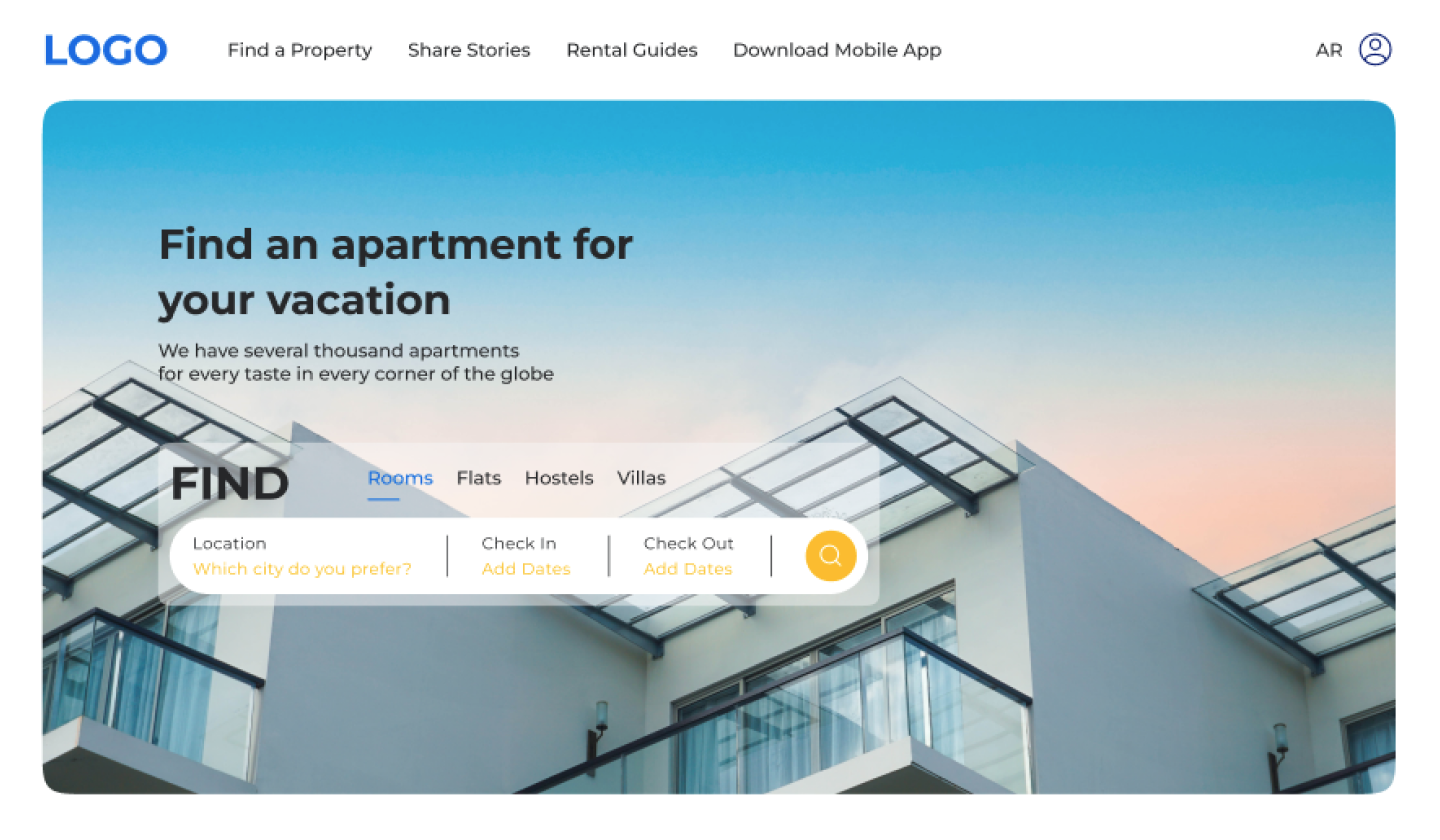 LOGO
Find a Property
Share Stories
Rental Guides
Download Mobile App
AR
Find an apartment for
your vacation
We have several thousand apartments
for every taste in every corner of the globe
FIND
Rooms
Flats
Hostels
Villas
Location
Which city do you prefer?
Check In
Add Dates
Check Out
Add Dates